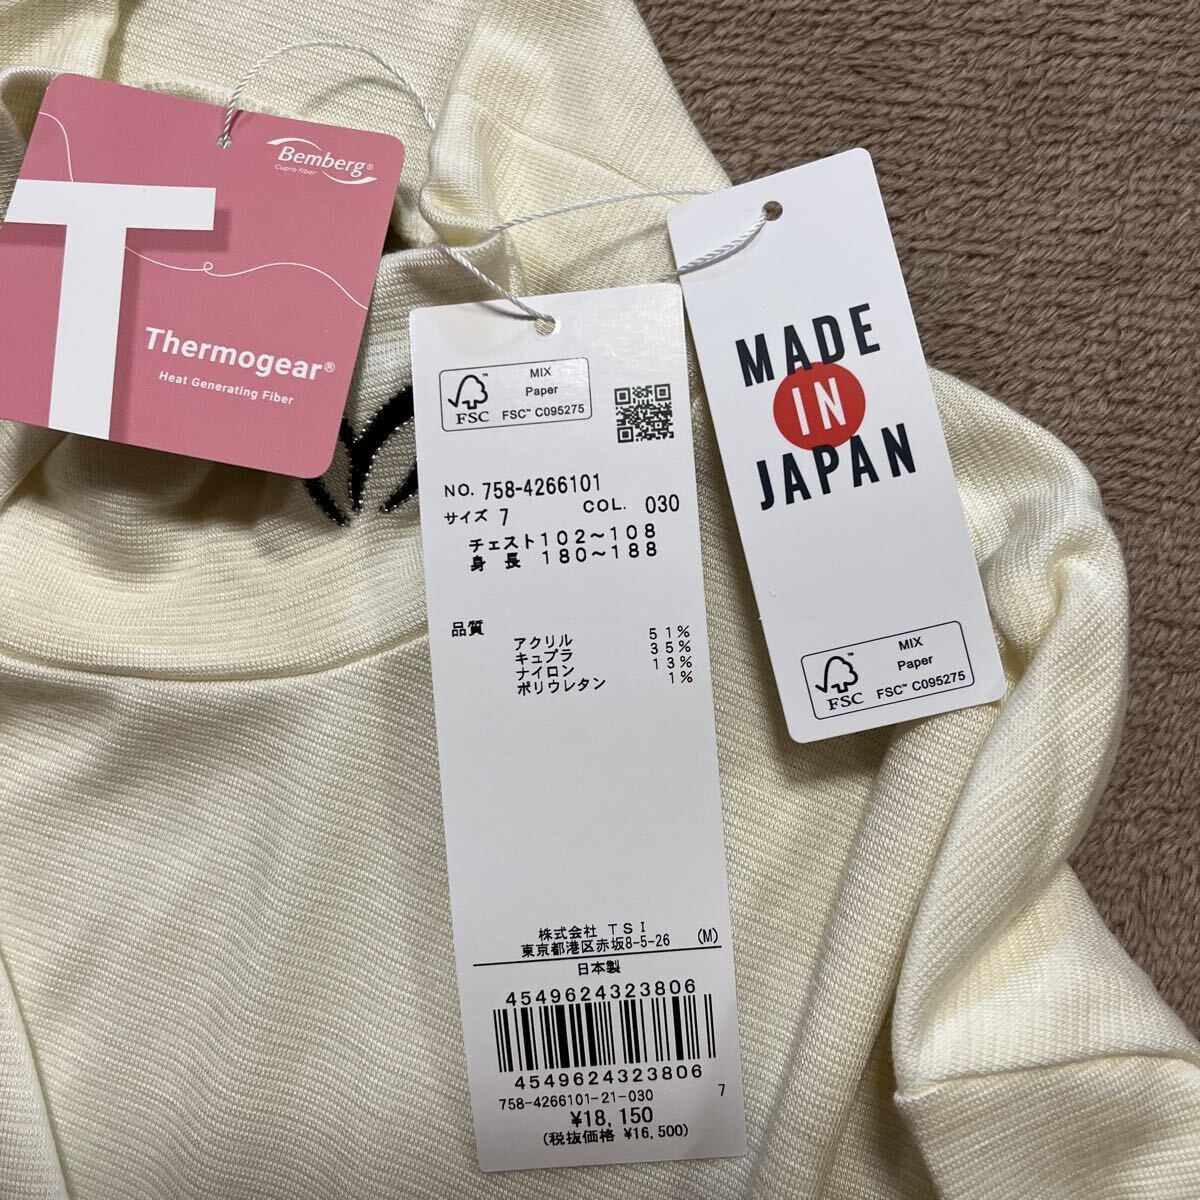 Bemberg®
Cupro fiber
T
Thermogear®
Heat Generating Fiber
FSC
MIX
Paper
FSC™ C095275
NO. 758-4266101
サイズ 7 COL. 030
チェスト102～108
身 長 180～188
品質
アクリル 51%
キュプラ 35%
ナイロン 13%
ポリウレタン 1%
株式会社 TSI
東京都港区赤坂8-5-26 (M)
日本製
4549624323806
7
4549624323806
758-4266101-21-030 7
¥18,150
(税抜価格 ¥16,500)
MADE
IN
JAPAN
FSC
MIX
Paper
FSC™ C095275